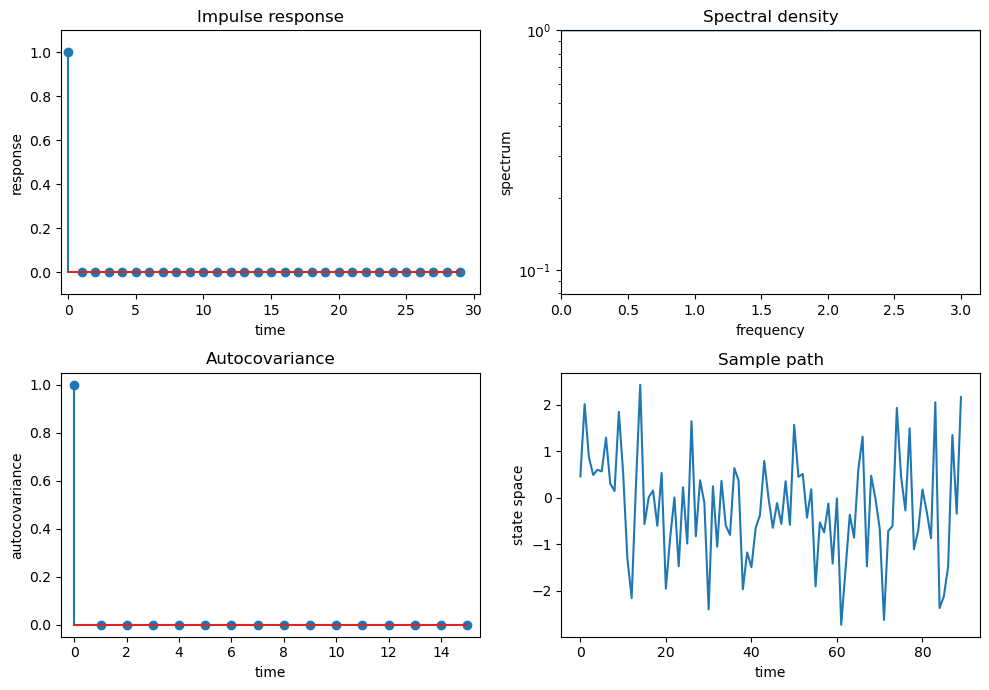 Impulse response
1.0
0.8
0.6
0.4
0.2
0.0
response
0 5 10 15 20 25 30
time
Spectral density
10^0
10^-1
spectrum
0.0 0.5 1.0 1.5 2.0 2.5 3.0
frequency
Autocovariance
1.0
0.8
0.6
0.4
0.2
0.0
autocovariance
0 2 4 6 8 10 12 14
time
Sample path
2
1
0
−1
−2
state space
0 20 40 60 80
time